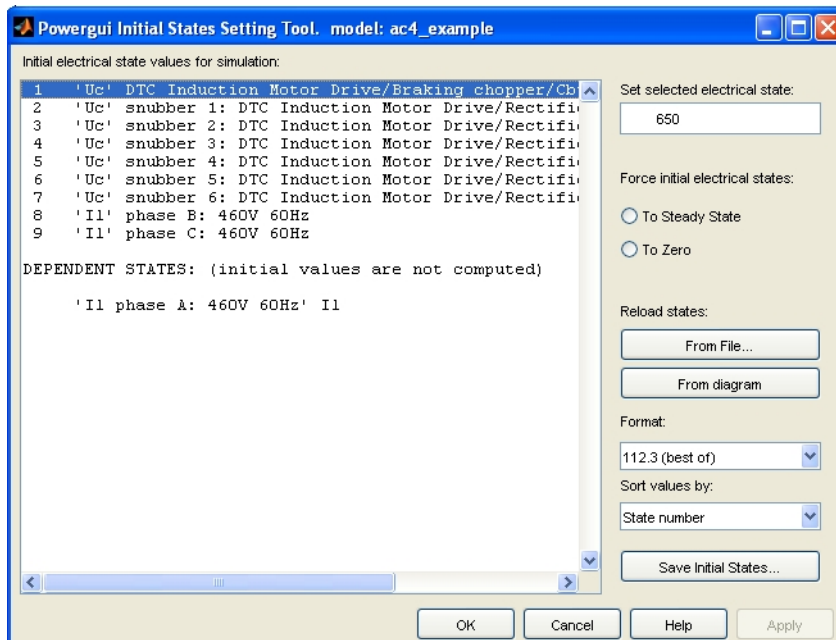 Powergui Initial States Setting Tool. model: ac4_example
Initial electrical state values for simulation:
1 'Uc' DTC Induction Motor Drive/Braking chopper/Cb
2 'Uc' snubber 1: DTC Induction Motor Drive/Rectifi
3 'Uc' snubber 2: DTC Induction Motor Drive/Rectifi
4 'Uc' snubber 3: DTC Induction Motor Drive/Rectifi
5 'Uc' snubber 4: DTC Induction Motor Drive/Rectifi
6 'Uc' snubber 5: DTC Induction Motor Drive/Rectifi
7 'Uc' snubber 6: DTC Induction Motor Drive/Rectifi
8 'Il' phase B: 460V 60Hz
9 'Il' phase C: 460V 60Hz
DEPENDENT STATES: (initial values are not computed)
'Il phase A: 460V 60Hz' Il
Set selected electrical state:
650
Force initial electrical states:
To Steady State
To Zero
Reload states:
From File...
From diagram
Format:
112.3 (best of)
Sort values by:
State number
Save Initial States...
OK Cancel Help Apply